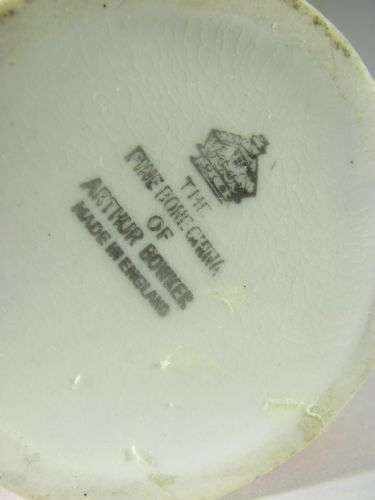 THE
FINE BONE CHINA
OF
ARTHUR BOWKER
MADE IN ENGLAND